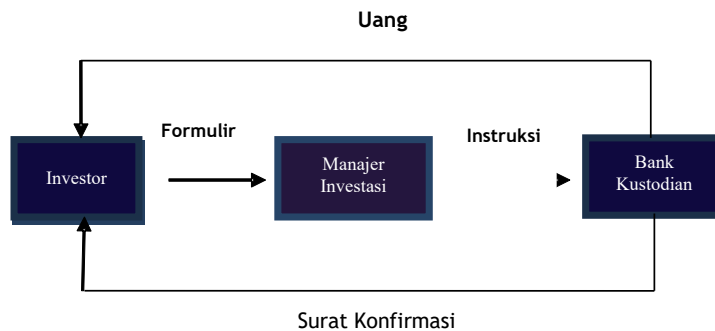 Uang
Formulir
Instruksi
Investor
Manajer
Investasi
Bank
Kustodian
Surat Konfirmasi